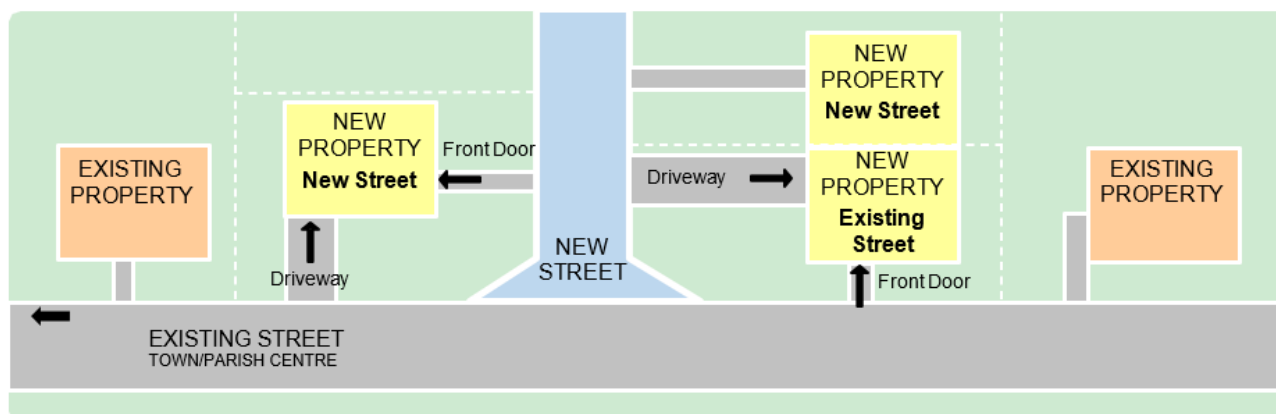 EXISTING
PROPERTY
NEW
PROPERTY
New Street
Front Door
Driveway
NEW
STREET
NEW
PROPERTY
New Street
Driveway
NEW
PROPERTY
Existing
Street
Front Door
EXISTING
PROPERTY
EXISTING STREET
TOWN/PARISH CENTRE